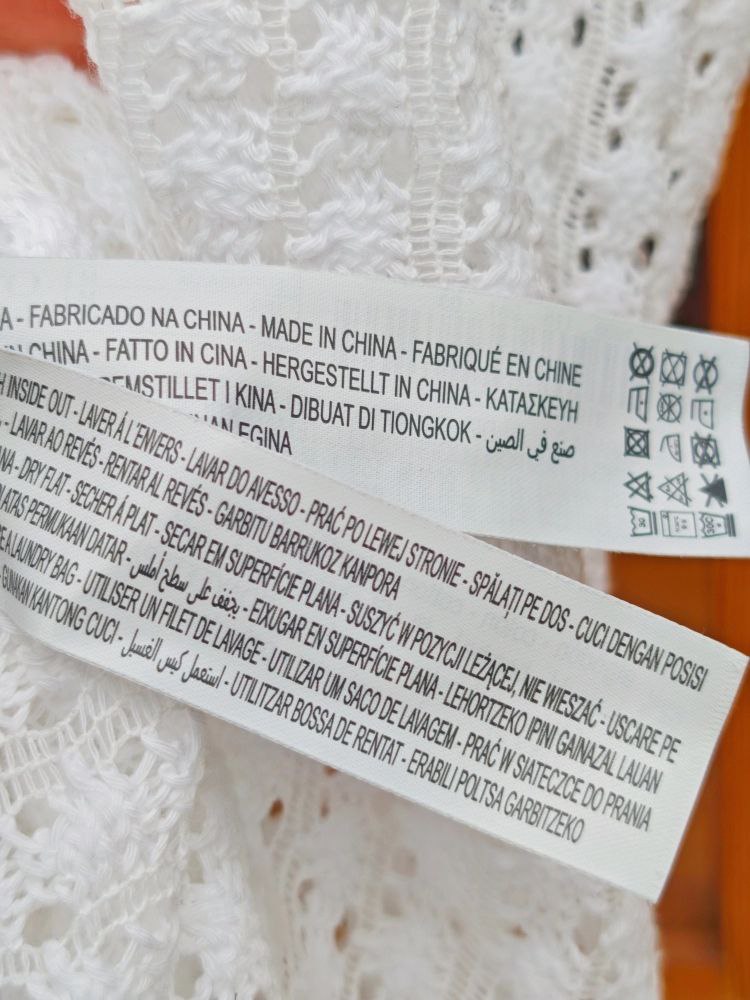 A - FABRICADO NA CHINA - MADE IN CHINA - FABRIQUÉ EN CHINE
CHINA - FATTO IN CINA - HERGESTELLT IN CHINA - ΚΑΤΑΣΚΕΥΗ
I KINA - DIBUAT DI TIONGKOK - صنع في الصين
EGINA
INSIDE OUT - LAVER Á L'ENVERS - LAVAR DO AVESSO - PRAĆ PO LEWEJ STRONIE - SPĂLAȚI PE DOS - CUCI DENGAN POSISI
- LAVAR AO REVÉS - RENTAR AL REVÉS - GARBITU BARRUKOZ KANPORA
- DRY FLAT - SECHER Á PLAT - SECAR EM SUPERFÍCIE PLANA - SUSZYĆ W POZYCJI LEŻĄCEJ, NIE WIESZAĆ - USCARE PE
ATAS PERMUKAAN DATAR - يجفف على سطح أملس - EIXUGAR EN SUPERFÍCIE PLANA - LEHORTZEKO IPINI GAINAZAL LAUAN
A LAUNDRY BAG - UTILISER UN FILET DE LAVAGE - UTILIZAR UM SACO DE LAVAGEM - PRAĆ W SIATECZCE DO PRANIA
- GUNAKAN KANTONG CUCI - استعمل كيس الغسيل - UTILITZAR BOSSA DE RENTAT - ERABILI POLTSA GARBITZEKO